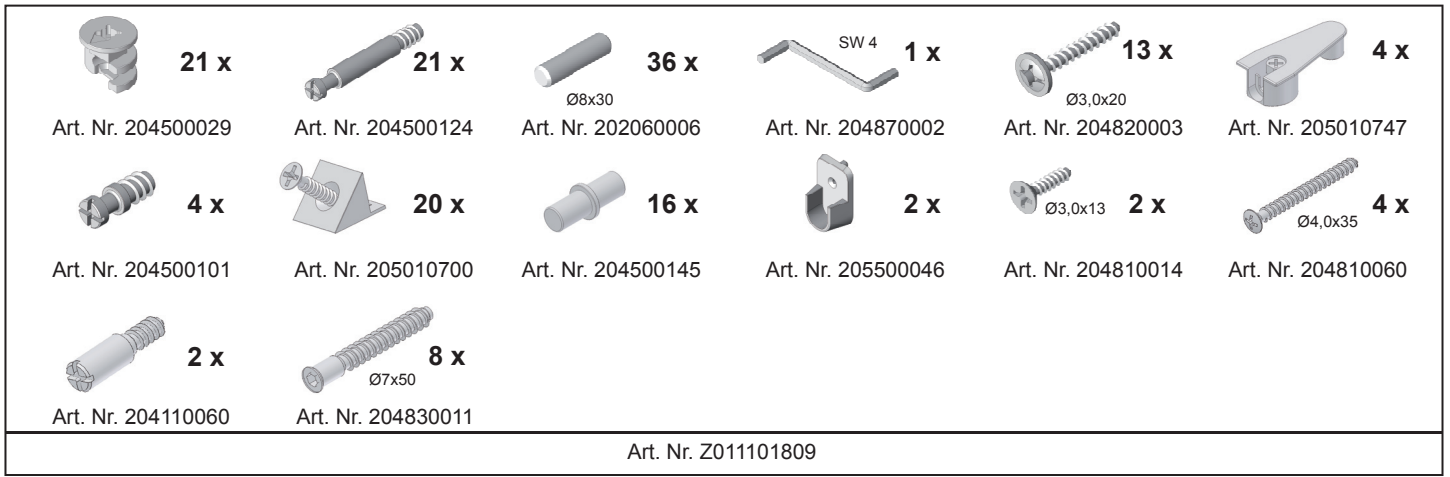 21 x
21 x
36 x
Ø8x30
SW 4
1 x
13 x
Ø3,0x20
4 x
Art. Nr. 204500029
Art. Nr. 204500124
Art. Nr. 202060006
Art. Nr. 204870002
Art. Nr. 204820003
Art. Nr. 205010747
4 x
20 x
16 x
2 x
Ø3,0x13
2 x
Ø4,0x35
4 x
Art. Nr. 204500101
Art. Nr. 205010700
Art. Nr. 204500145
Art. Nr. 205500046
Art. Nr. 204810014
Art. Nr. 204810060
2 x
Ø7x50
8 x
Art. Nr. 204110060
Art. Nr. 204830011
Art. Nr. Z011101809